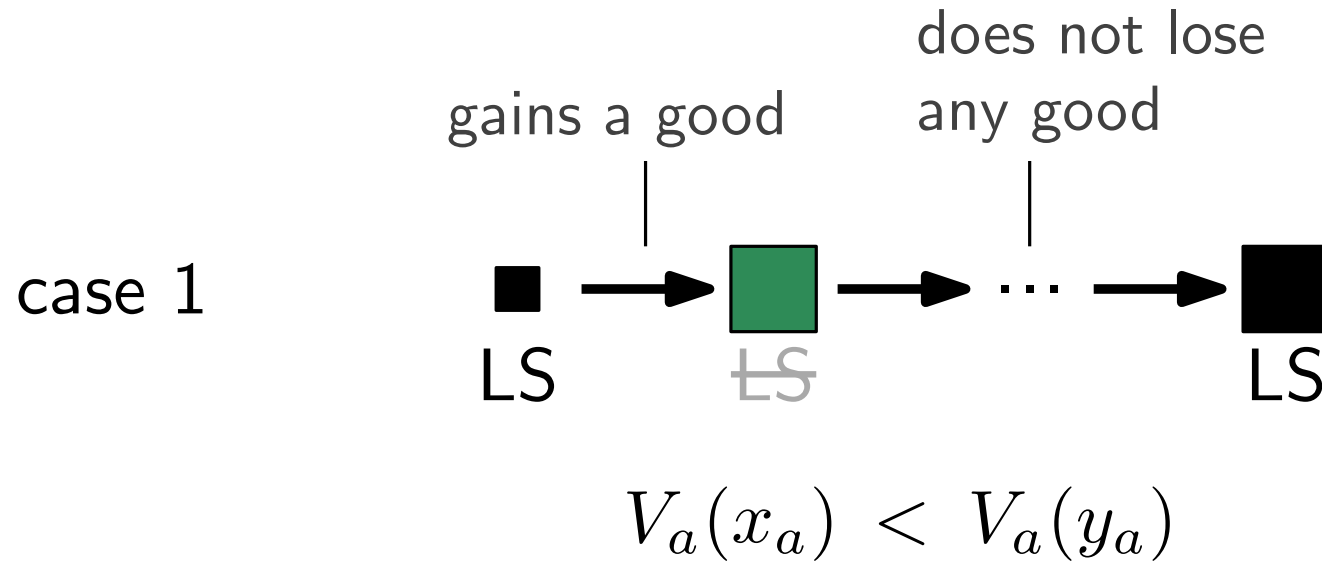 does not lose
any good
gains a good
case 1
...
LS
LS
LS
V_a(x_a) < V_a(y_a)